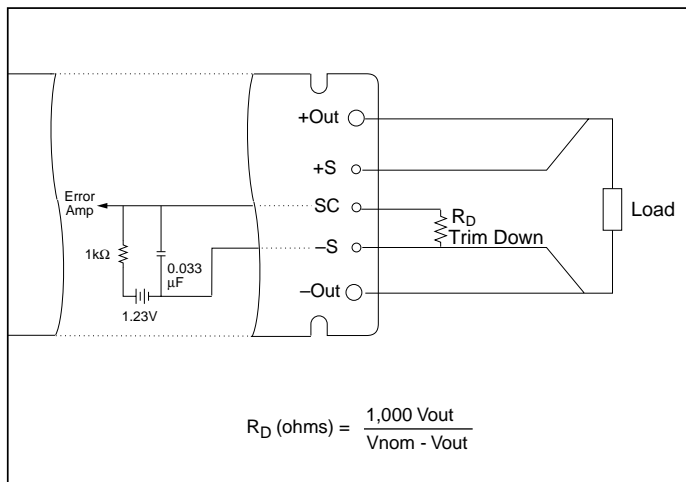 +Out
+S
Error
Amp
SC
R_D
Load
Trim Down
–S
1kΩ
0.033
µF
–Out
1.23V
R_D (ohms) = 1,000 Vout
Vnom - Vout